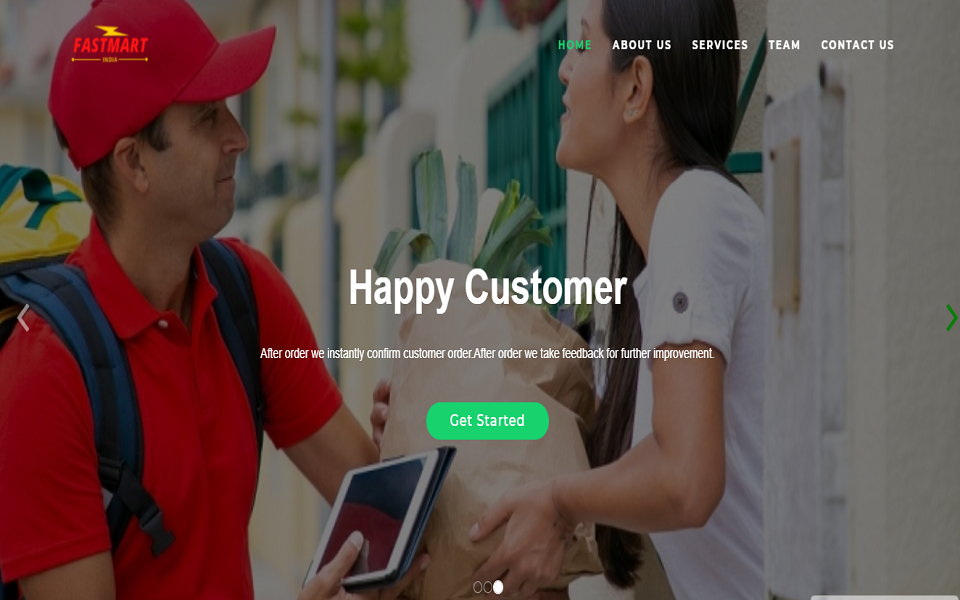 FASTMART
INDIA
HOME ABOUT US SERVICES TEAM CONTACT US
Happy Customer
After order we instantly confirm customer order.After order we take feedback for further improvement.
Get Started